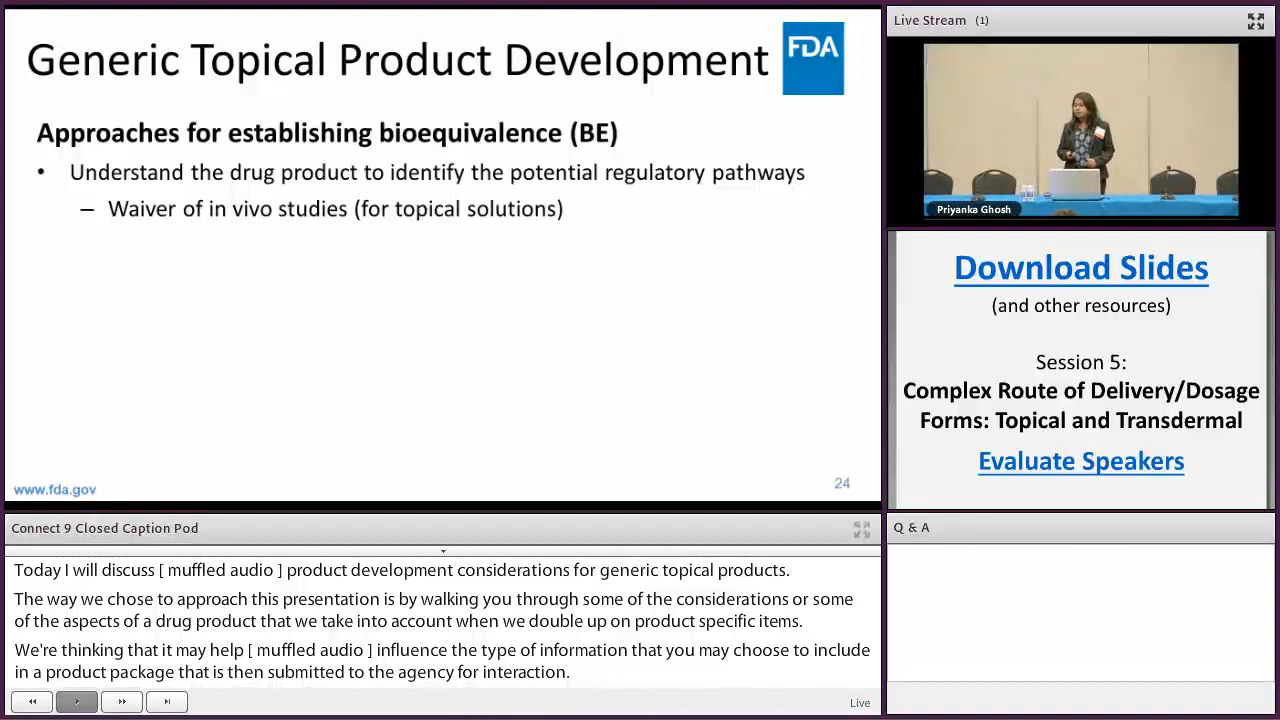 Generic Topical Product Development
FDA
Approaches for establishing bioequivalence (BE)
• Understand the drug product to identify the potential regulatory pathways
– Waiver of in vivo studies (for topical solutions)
www.fda.gov
24
Live Stream (1)
Priyanka Ghosh
Download Slides
(and other resources)
Session 5:
Complex Route of Delivery/Dosage
Forms: Topical and Transdermal
Evaluate Speakers
Connect 9 Closed Caption Pod
Today I will discuss [ muffled audio ] product development considerations for generic topical products.
The way we chose to approach this presentation is by walking you through some of the considerations or some
of the aspects of a drug product that we take into account when we double up on product specific items.
We're thinking that it may help [ muffled audio ] influence the type of information that you may choose to include
in a product package that is then submitted to the agency for interaction.
Live
Q & A